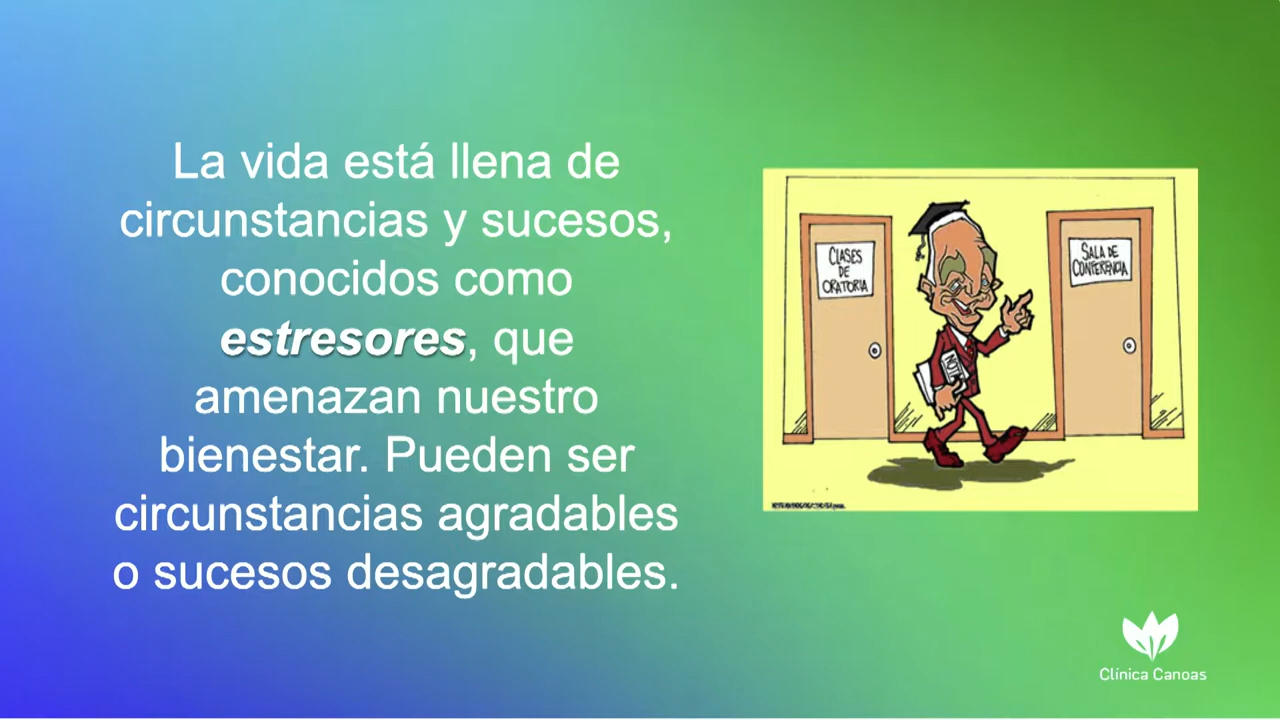 La vida está llena de
circunstancias y sucesos,
conocidos como
estresores, que
amenazan nuestro
bienestar. Pueden ser
circunstancias agradables
o sucesos desagradables.
CLASES
DE
ORATORIA
SALA DE
CONFERENCIA
Clínica Canoas